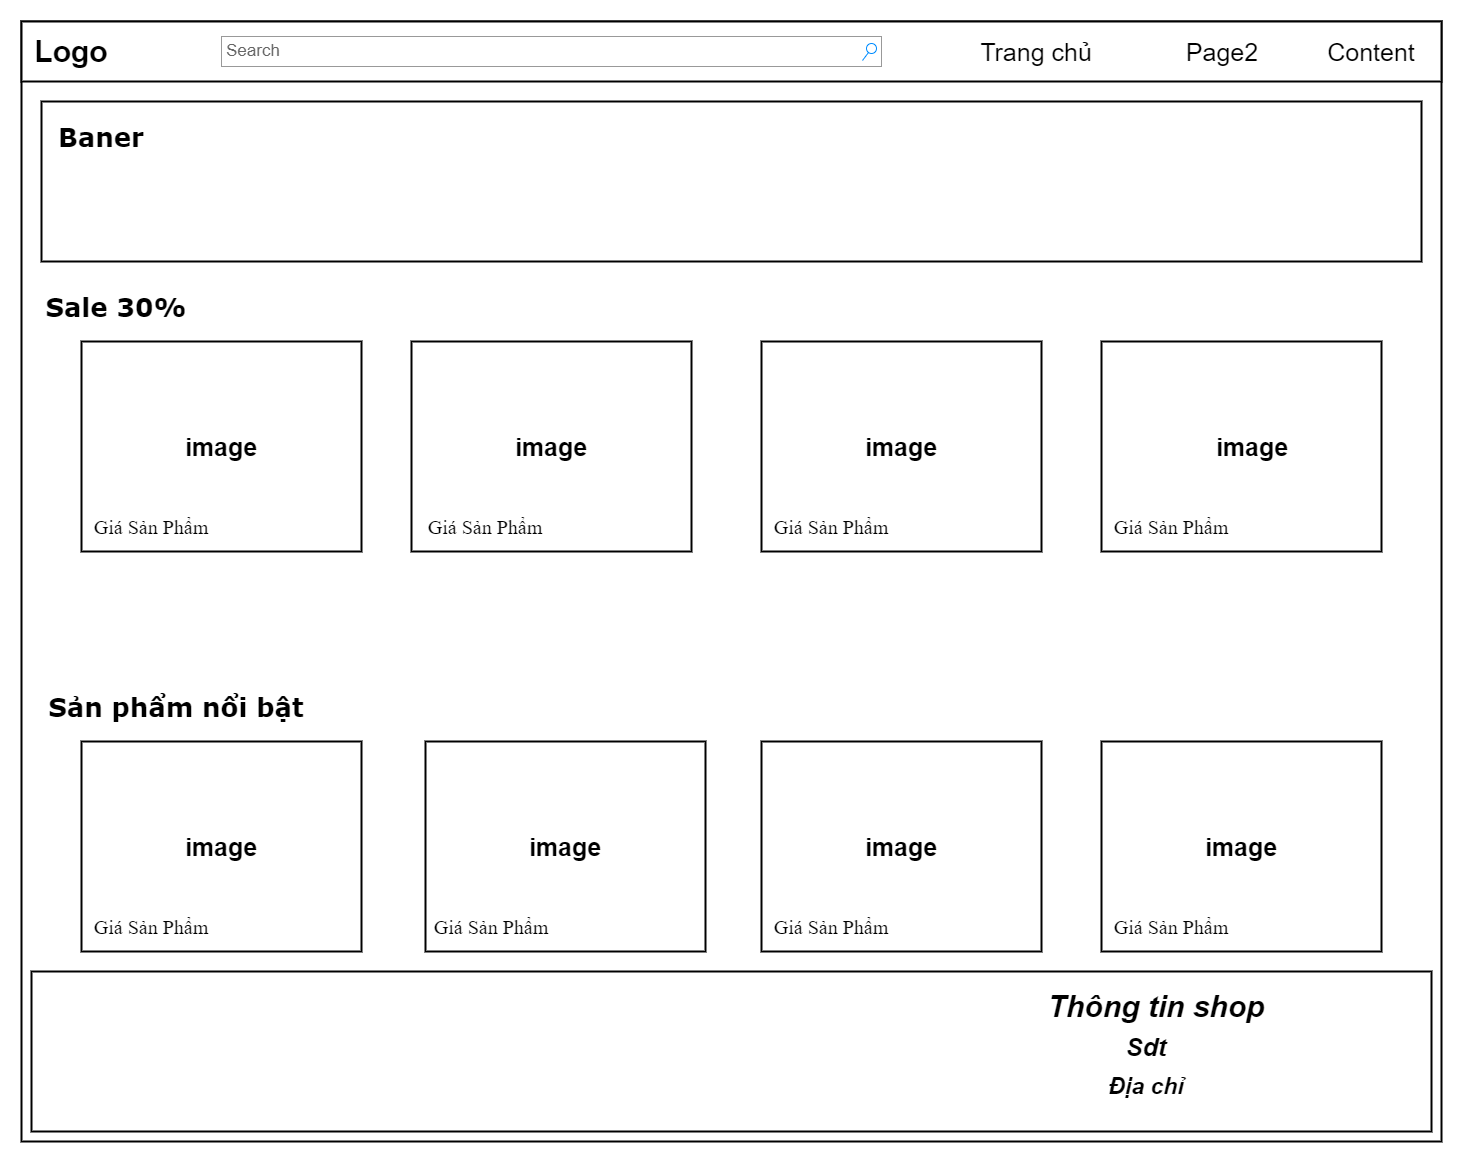 Logo
Search
Trang chủ
Page2
Content
Baner
Sale 30%
image
image
image
image
Giá Sản Phẩm
Giá Sản Phẩm
Giá Sản Phẩm
Giá Sản Phẩm
Sản phẩm nổi bật
image
image
image
image
Giá Sản Phẩm
Giá Sản Phẩm
Giá Sản Phẩm
Giá Sản Phẩm
Thông tin shop
Sdt
Địa chỉ